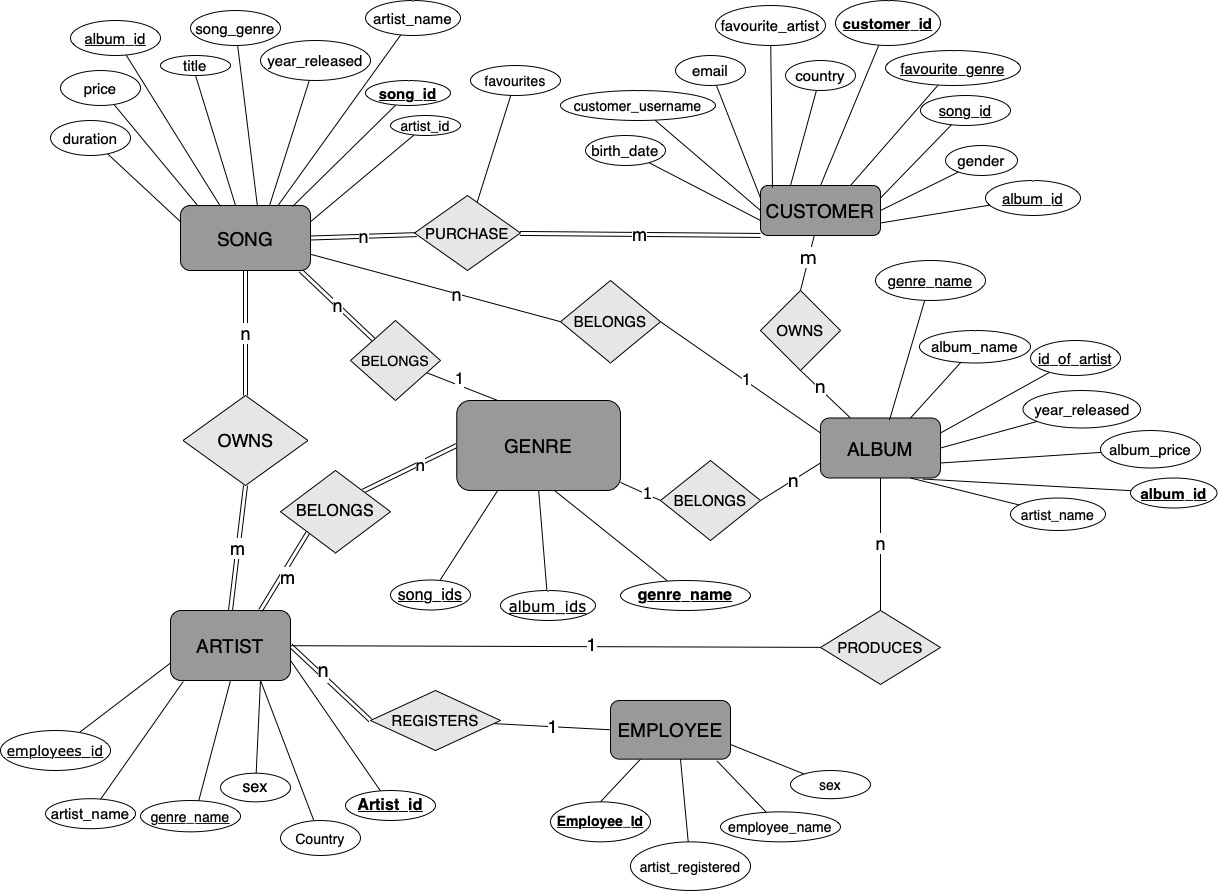 artist_name
song_genre
album_id
title
year_released
price
song_id
artist_id
duration
favourites
favourite_artist
customer_id
email
country
favourite_genre
customer_username
song_id
birth_date
gender
album_id
SONG
n
PURCHASE
m
CUSTOMER
m
n
n
n
BELONGS
BELONGS
1
1
OWNS
n
genre_name
album_name
id_of_artist
year_released
album_price
album_id
artist_name
ALBUM
OWNS
m
GENRE
n
BELONGS
m
1
BELONGS
n
song_ids
album_ids
genre_name
n
ARTIST
1
PRODUCES
n
REGISTERS
1
EMPLOYEE
employees_id
artist_name
genre_name
sex
Country
Artist_id
Employee_Id
artist_registered
employee_name
sex